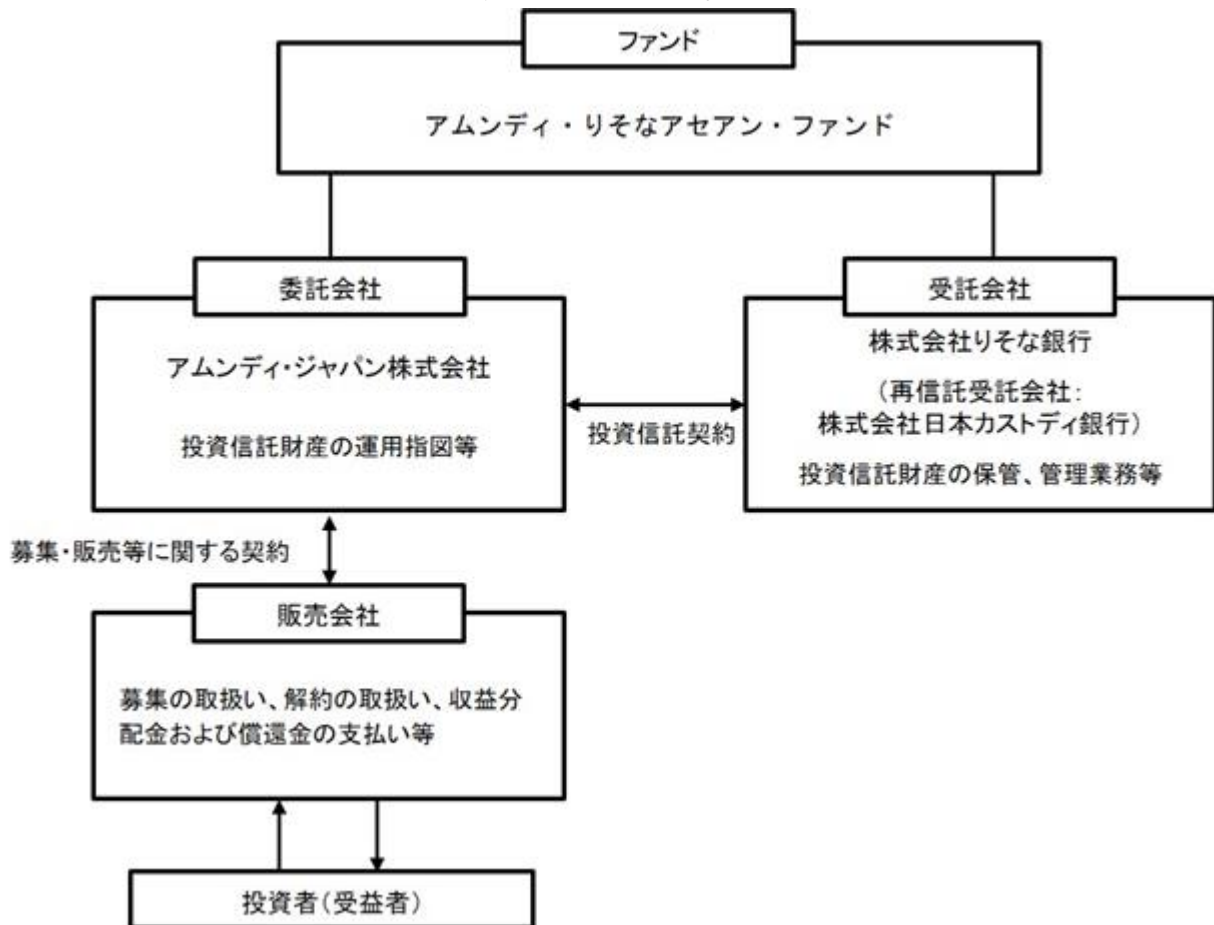 ファンド
アムンディ・りそなアセアン・ファンド
委託会社
アムンディ・ジャパン株式会社
投資信託財産の運用指図等
投資信託契約
受託会社
株式会社りそな銀行
（再信託受託会社：
株式会社日本カストディ銀行）
投資信託財産の保管、管理業務等
募集・販売等に関する契約
販売会社
募集の取扱い、解約の取扱い、収益分
配金および償還金の支払い等
投資者（受益者）